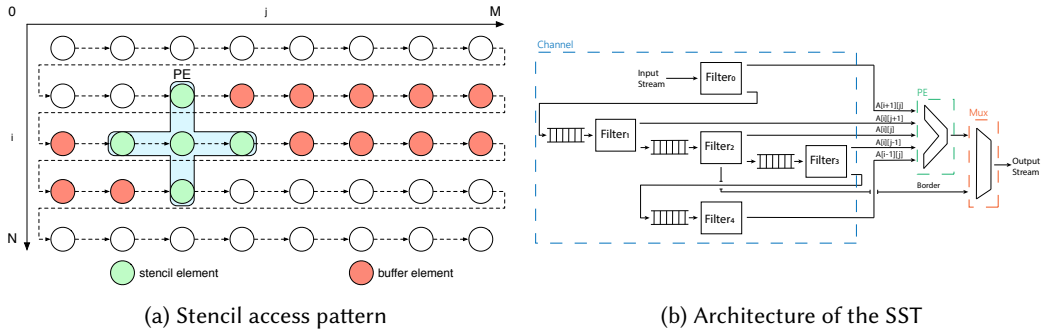 0
j
M
PE
i
N
stencil element
buffer element
(a) Stencil access pattern
Channel
Input
Stream
Filter₀
Filter₁
Filter₂
Filter₃
Filter₄
A[i+1][j]
A[i][j+1]
A[i][j]
A[i][j-1]
A[i-1][j]
Border
PE
Mux
Output
Stream
(b) Architecture of the SST